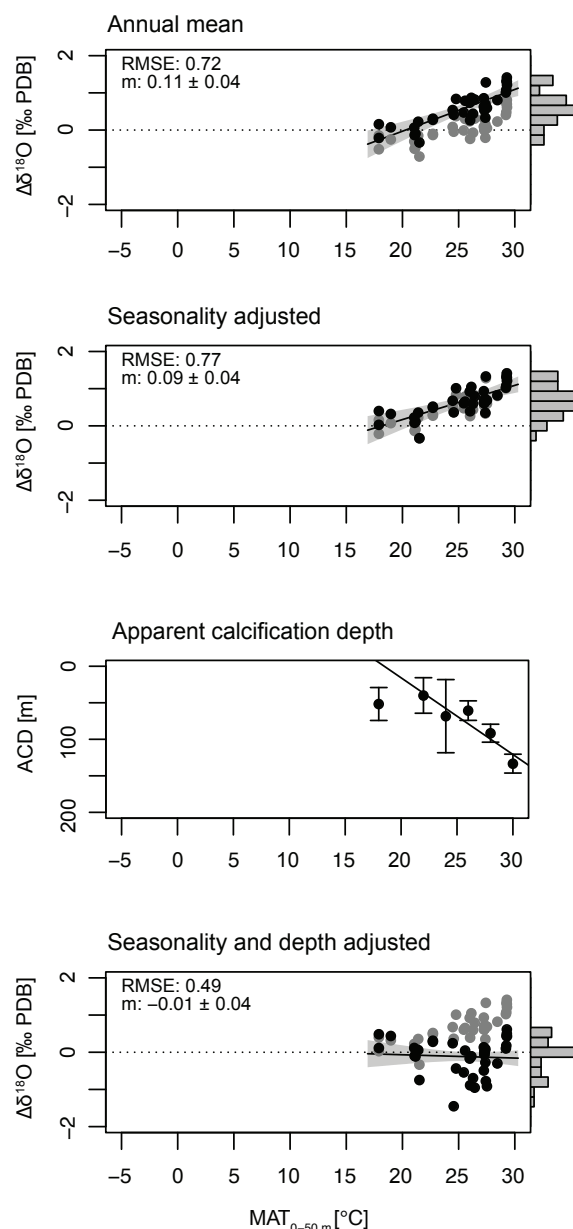 Annual mean
RMSE: 0.72
m: 0.11 ± 0.04
Δδ¹⁸O [‰ PDB]
2
0
−2
−5 0 5 10 15 20 25 30
Seasonality adjusted
RMSE: 0.77
m: 0.09 ± 0.04
Δδ¹⁸O [‰ PDB]
2
0
−2
−5 0 5 10 15 20 25 30
Apparent calcification depth
ACD [m]
0
100
200
−5 0 5 10 15 20 25 30
Seasonality and depth adjusted
RMSE: 0.49
m: −0.01 ± 0.04
Δδ¹⁸O [‰ PDB]
2
0
−2
−5 0 5 10 15 20 25 30
MAT₀₋₅₀ ₘ [°C]